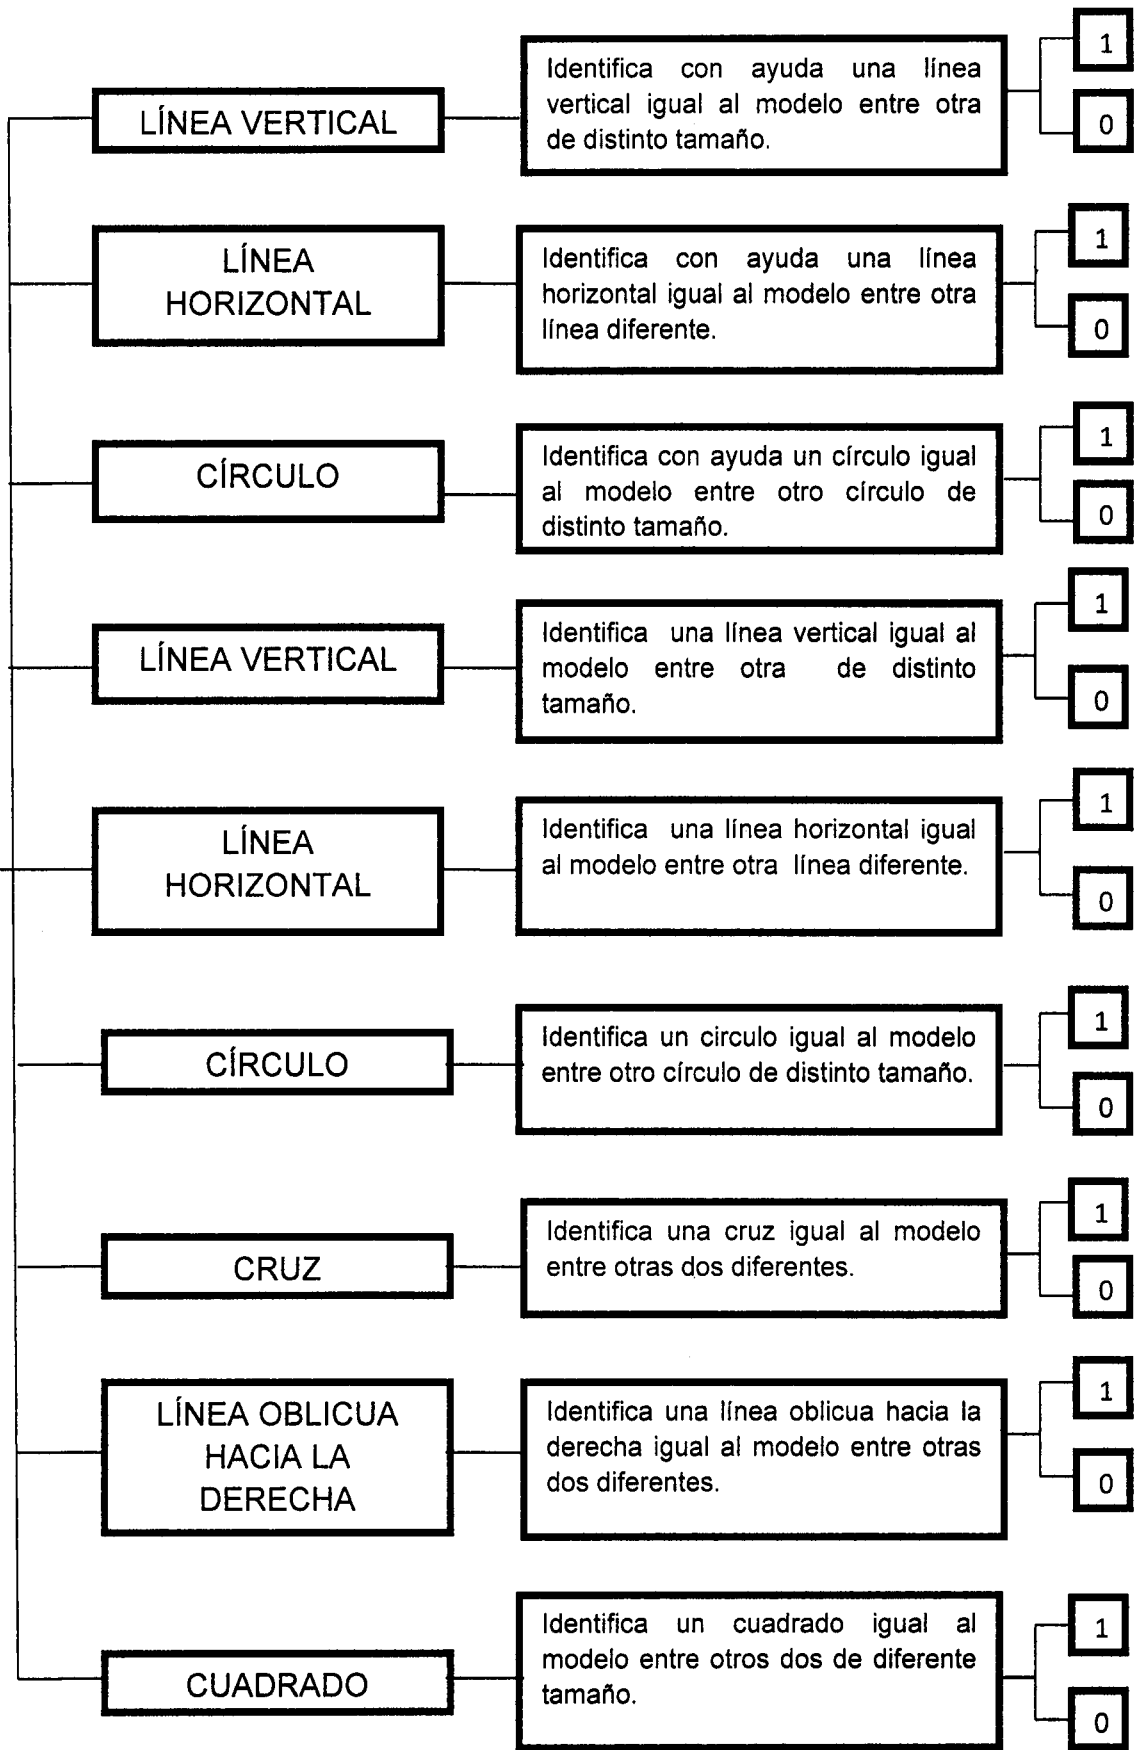 LÍNEA VERTICAL
Identifica con ayuda una línea
vertical igual al modelo entre otra
de distinto tamaño.
1
0
LÍNEA
HORIZONTAL
Identifica con ayuda una línea
horizontal igual al modelo entre otra
línea diferente.
1
0
CÍRCULO
Identifica con ayuda un círculo igual
al modelo entre otro círculo de
distinto tamaño.
1
0
LÍNEA VERTICAL
Identifica una línea vertical igual al
modelo entre otra de distinto
tamaño.
1
0
LÍNEA
HORIZONTAL
Identifica una línea horizontal igual
al modelo entre otra línea diferente.
1
0
CÍRCULO
Identifica un circulo igual al modelo
entre otro círculo de distinto tamaño.
1
0
CRUZ
Identifica una cruz igual al modelo
entre otras dos diferentes.
1
0
LÍNEA OBLICUA
HACIA LA
DERECHA
Identifica una línea oblicua hacia la
derecha igual al modelo entre otras
dos diferentes.
1
0
CUADRADO
Identifica un cuadrado igual al
modelo entre otros dos de diferente
tamaño.
1
0